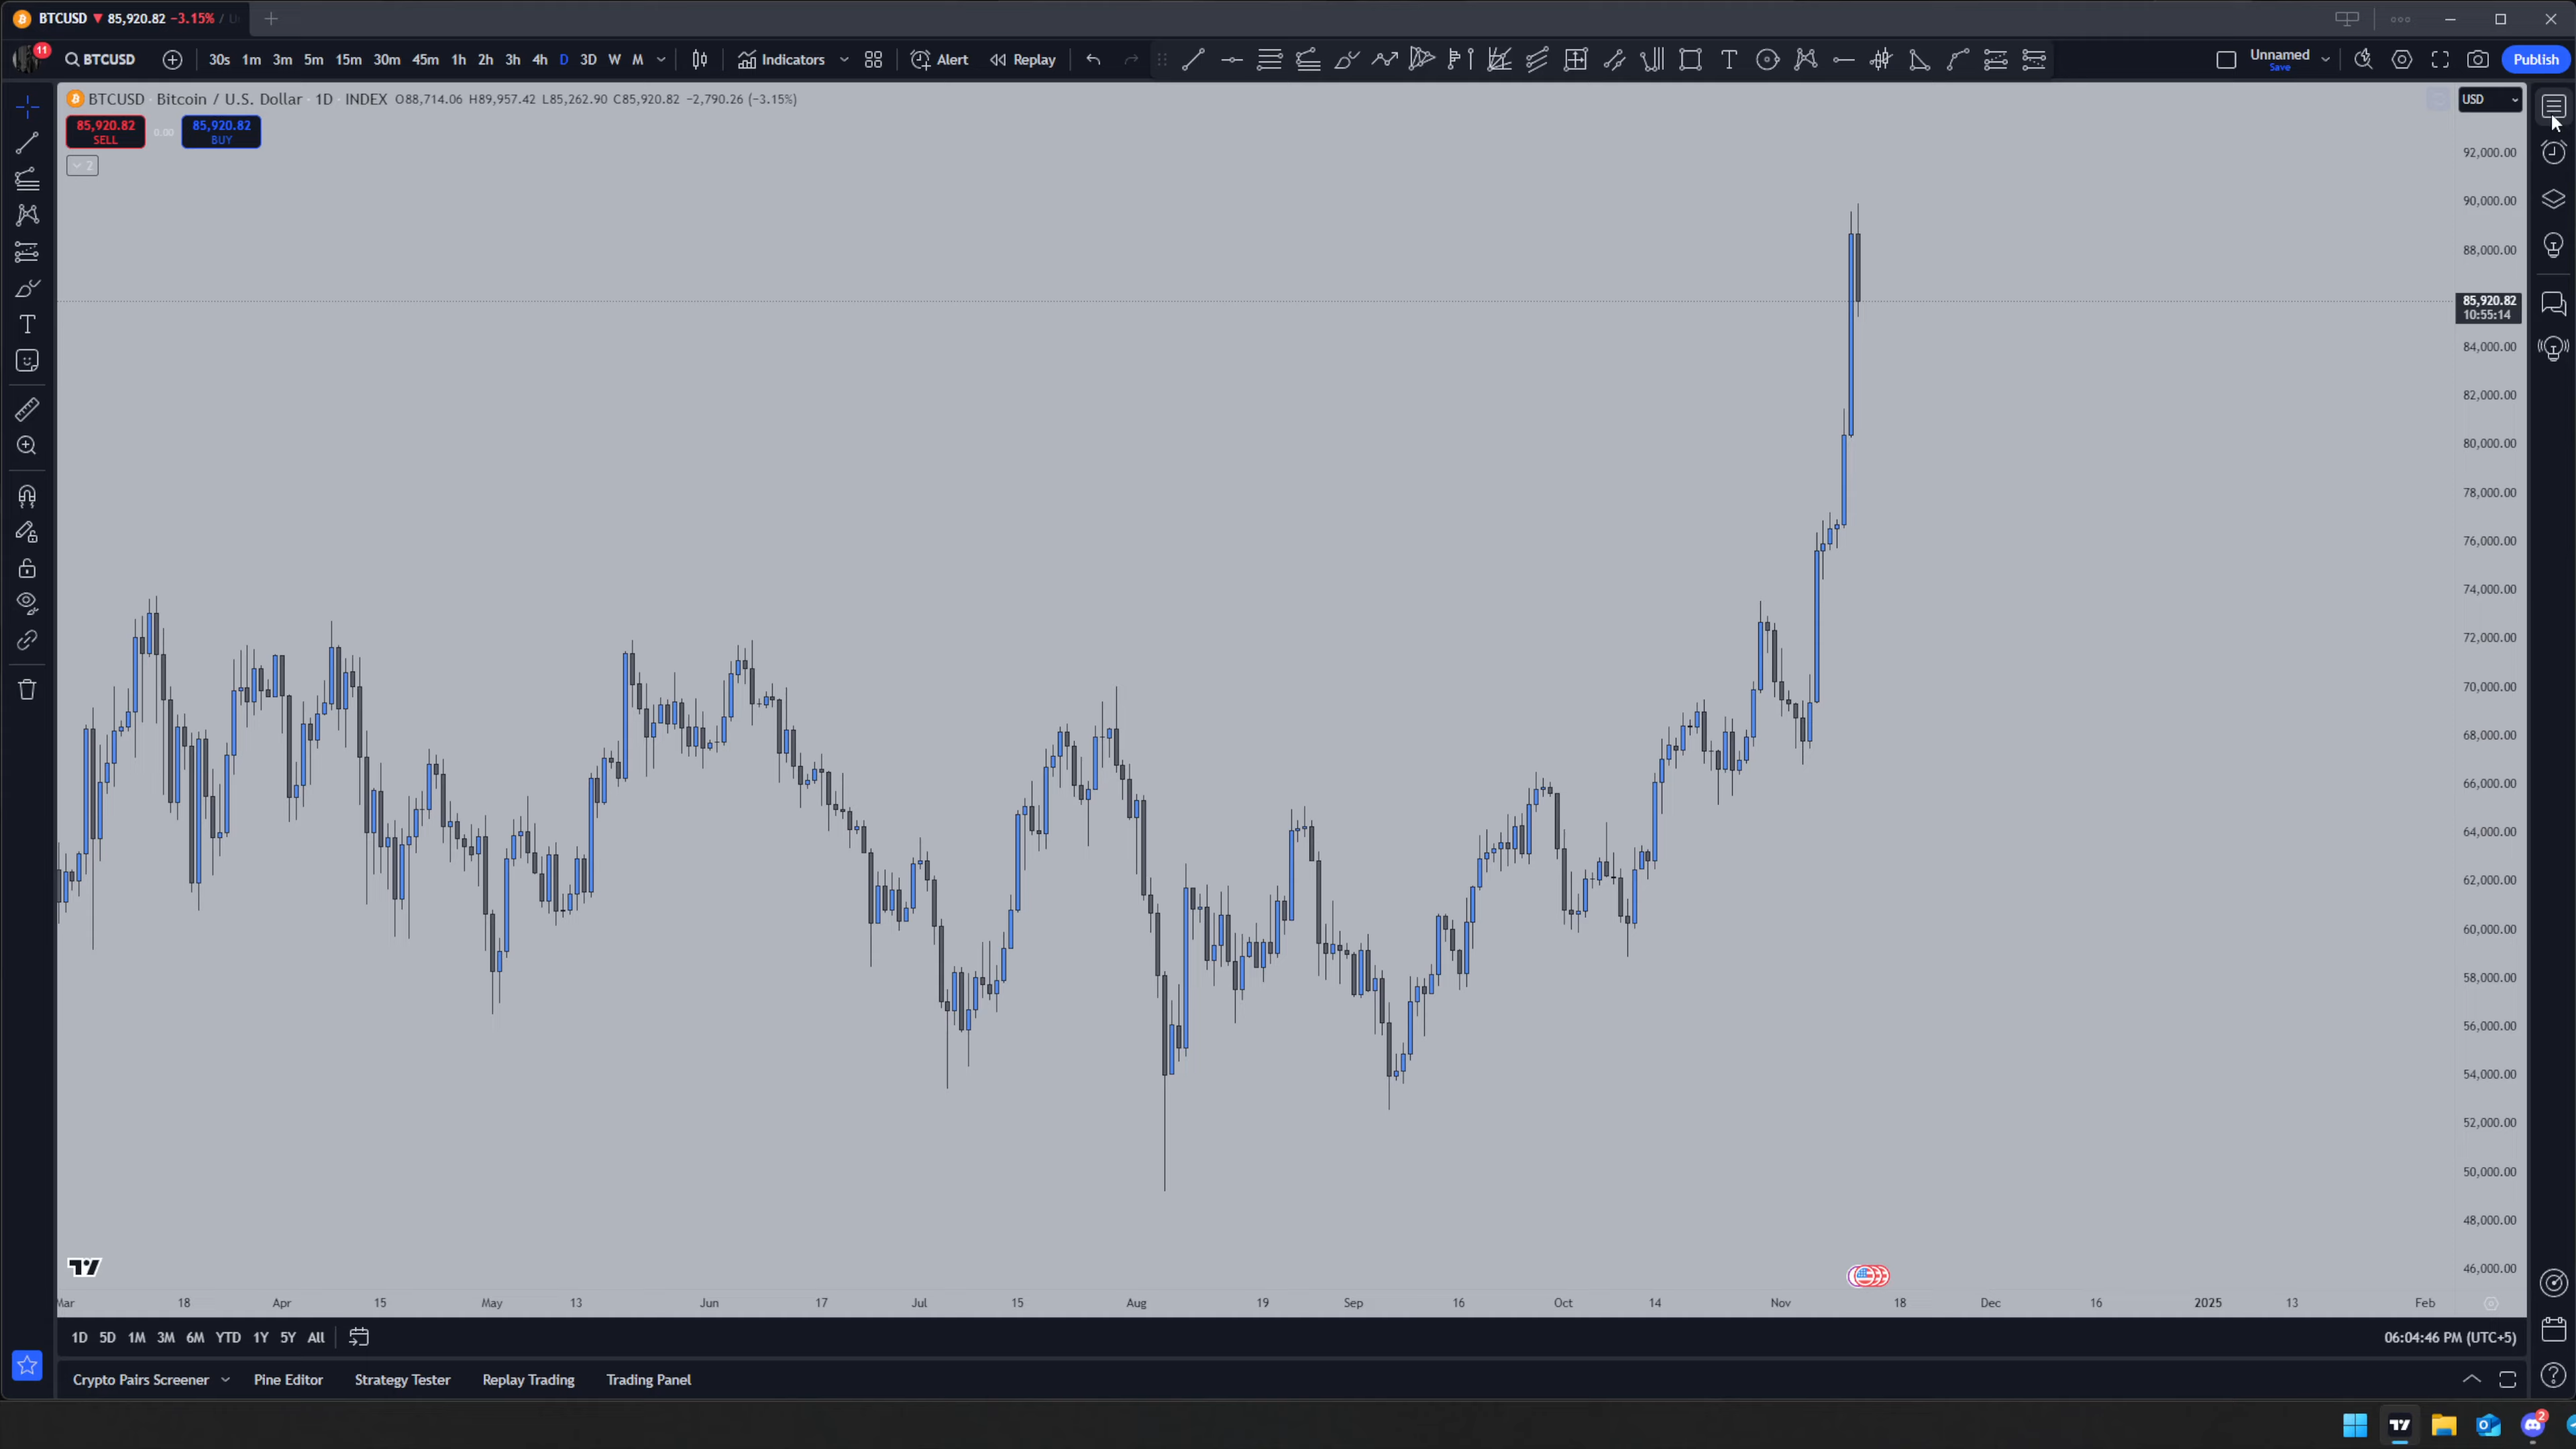 BTCUSD ▼ 85,920.82 −3.15% / U
11
BTCUSD 30s 1m 3m 5m 15m 30m 45m 1h 2h 3h 4h D 3D W M Indicators Alert Replay Unnamed Publish
Save
BTCUSD · Bitcoin / U.S. Dollar · 1D · INDEX O88,714.06 H89,957.42 L85,262.90 C85,920.82 −2,790.26 (−3.15%)
USD
85,920.82 0.00 85,920.82
SELL BUY
2
92,000.00
90,000.00
88,000.00
85,920.82
10:55:14
84,000.00
82,000.00
80,000.00
78,000.00
76,000.00
74,000.00
72,000.00
70,000.00
68,000.00
66,000.00
64,000.00
62,000.00
60,000.00
58,000.00
56,000.00
54,000.00
52,000.00
50,000.00
48,000.00
46,000.00
Mar 18 Apr 15 May 13 Jun 17 Jul 15 Aug 19 Sep 16 Oct 14 Nov 18 Dec 16 2025 13 Feb
1D 5D 1M 3M 6M YTD 1Y 5Y All 06:04:46 PM (UTC+5)
Crypto Pairs Screener Pine Editor Strategy Tester Replay Trading Trading Panel
2